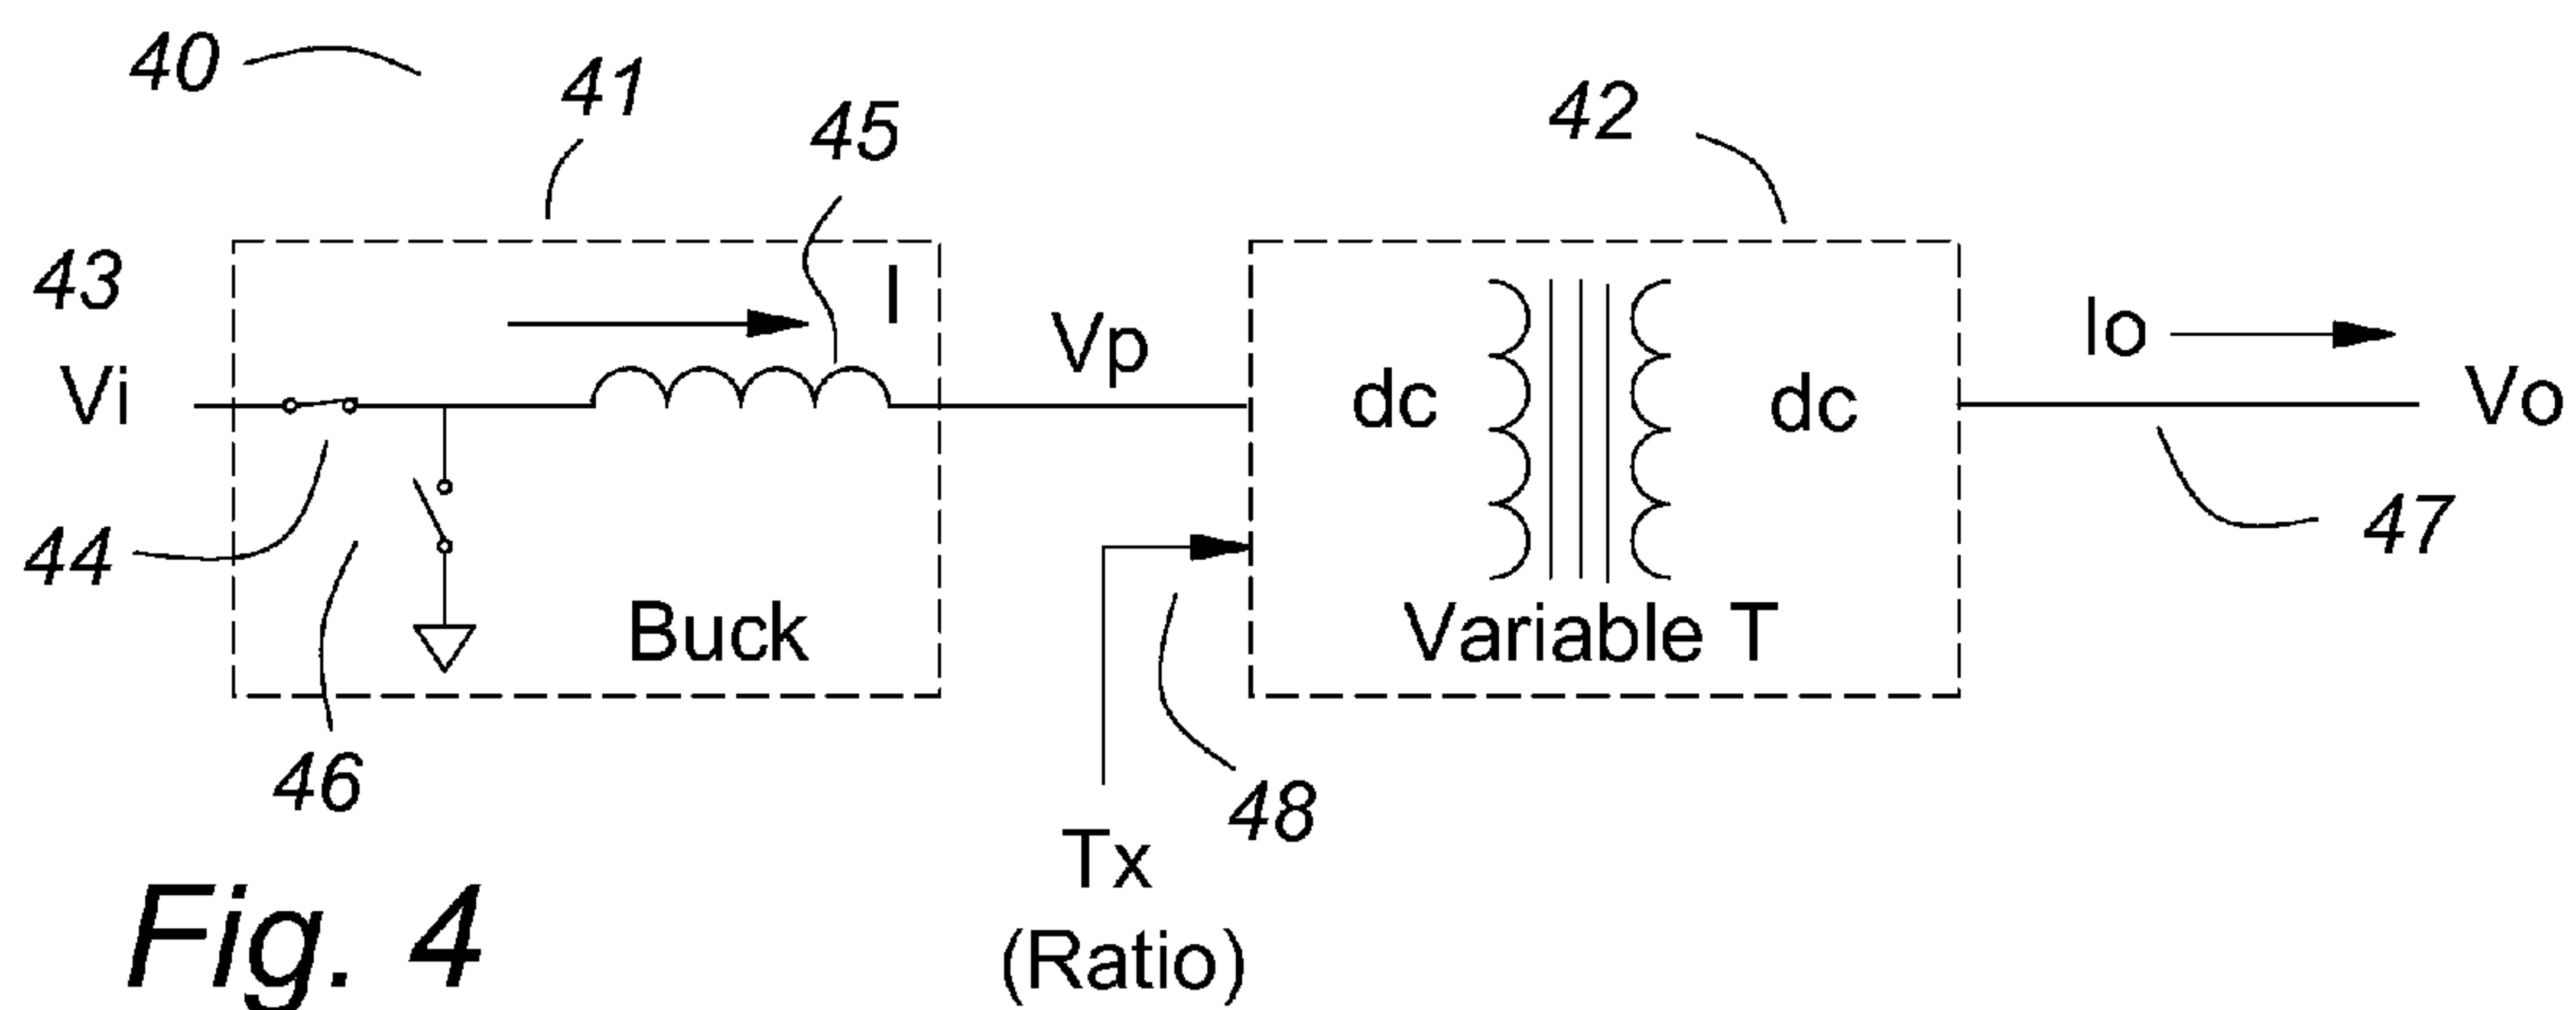 40
41
45
42
43
I
Vp
Io
Vi
dc
dc
Vo
44
47
Buck
Variable T
46
48
Tx
(Ratio)
Fig. 4